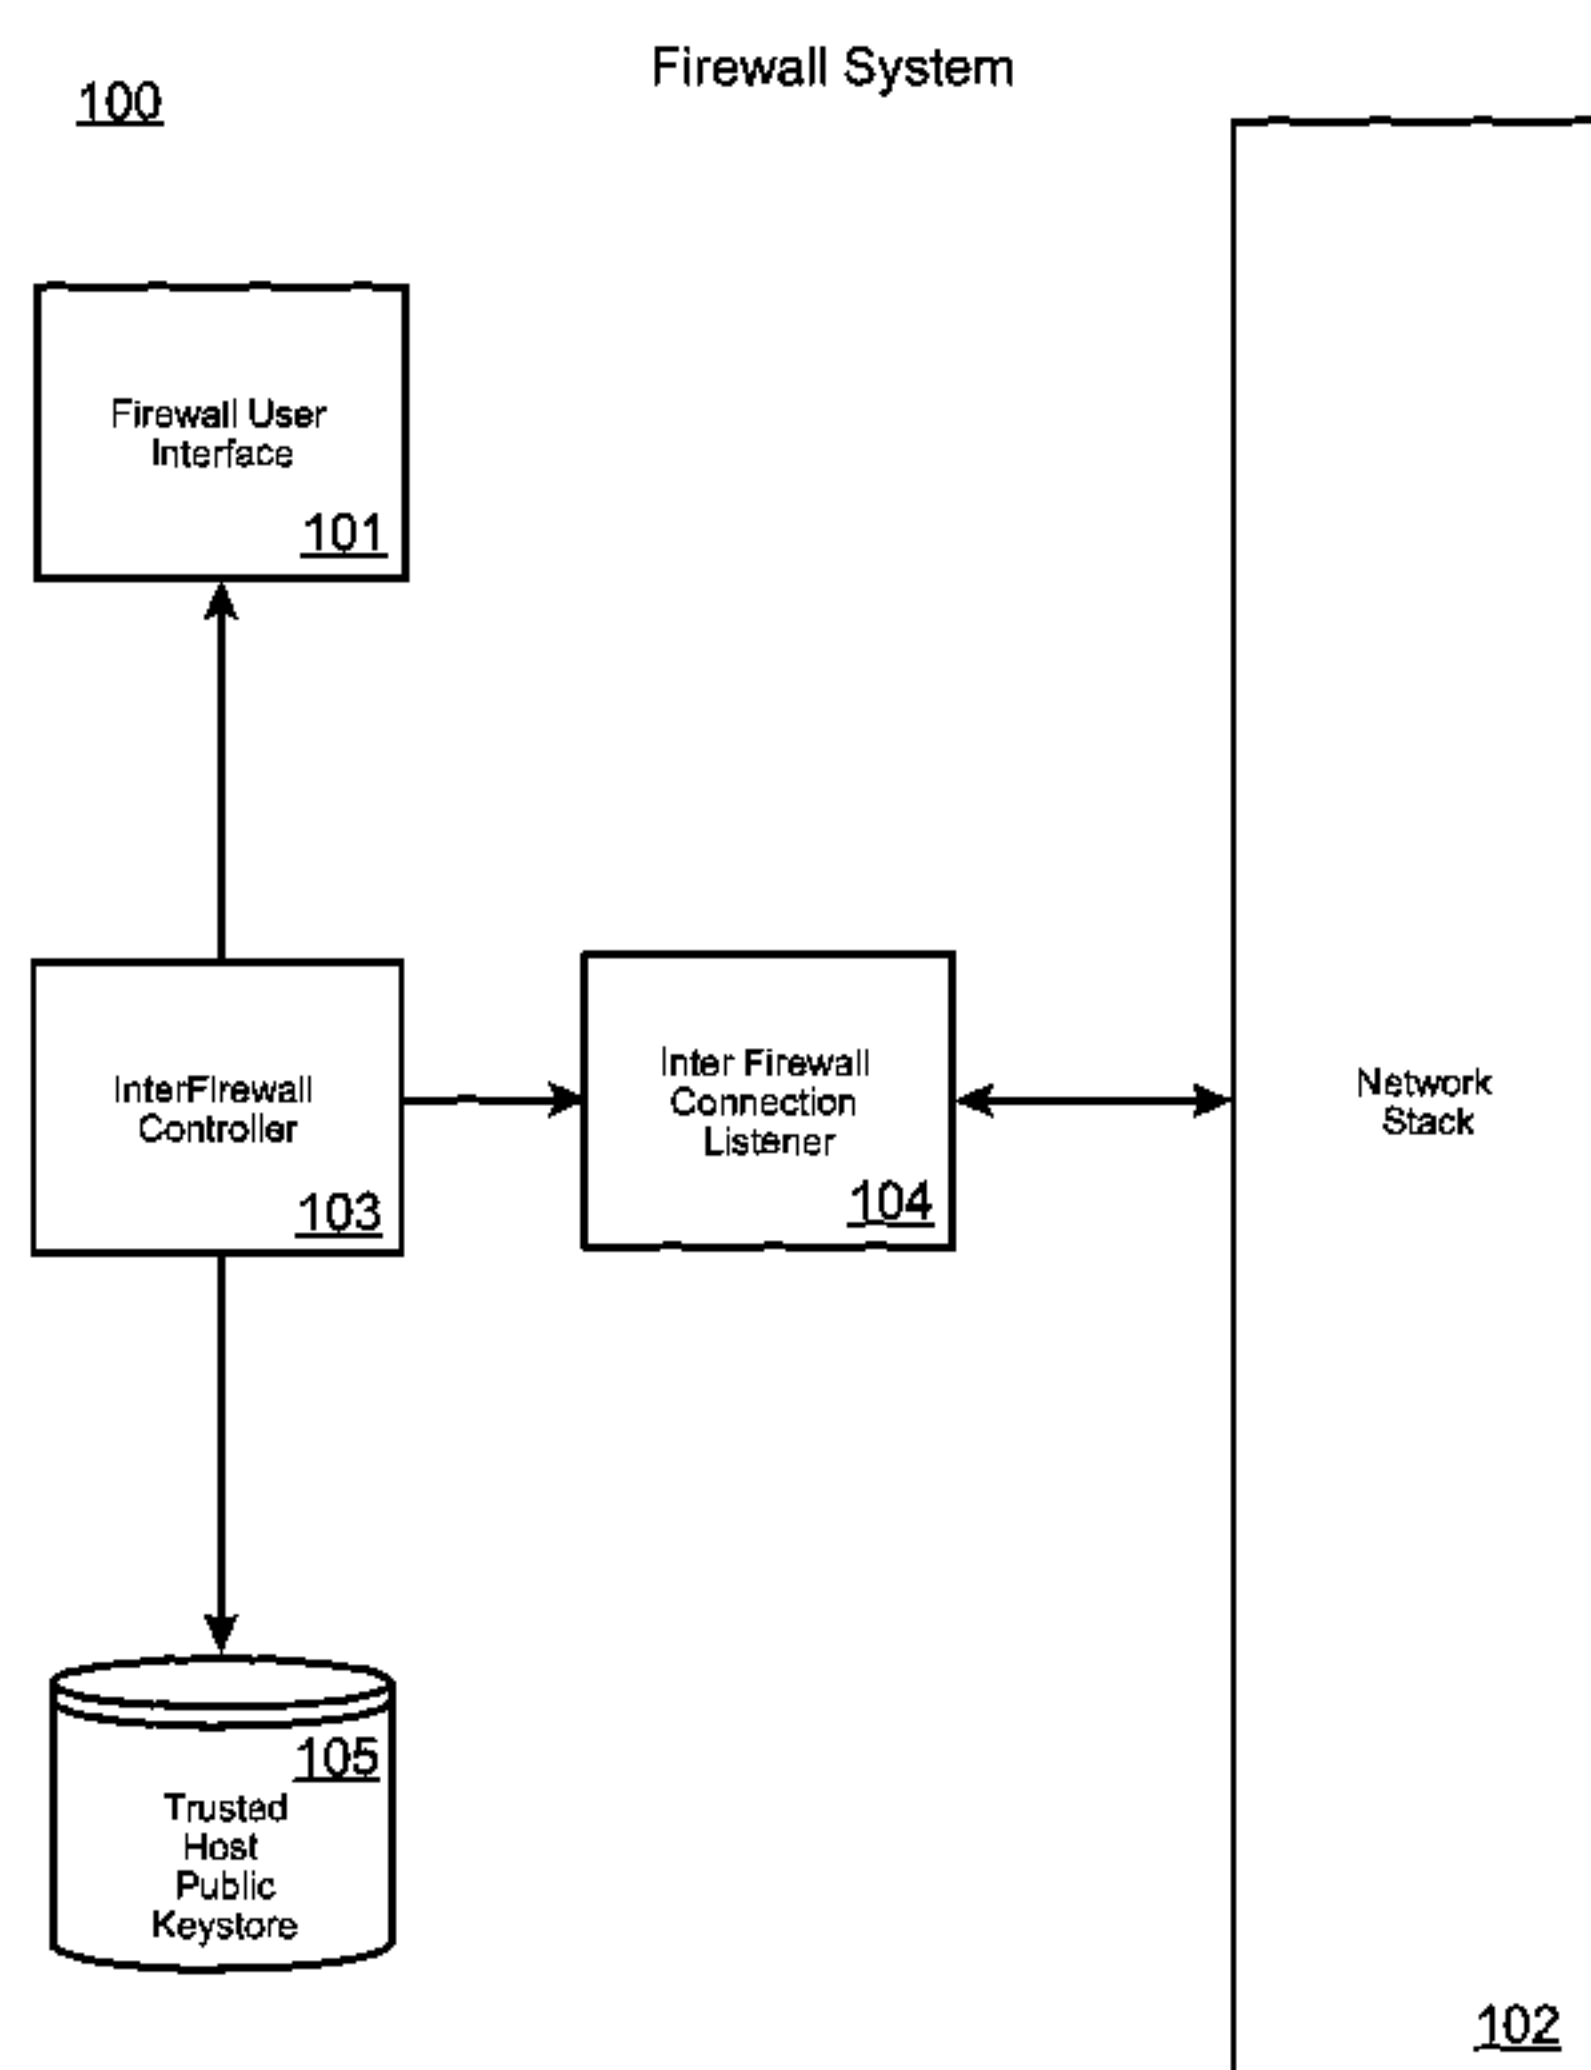 Firewall System
100
Firewall User
Interface
101
InterFirewall
Controller
103
Inter Firewall
Connection
Listener
104
Network
Stack
105
Trusted
Host
Public
Keystore
102